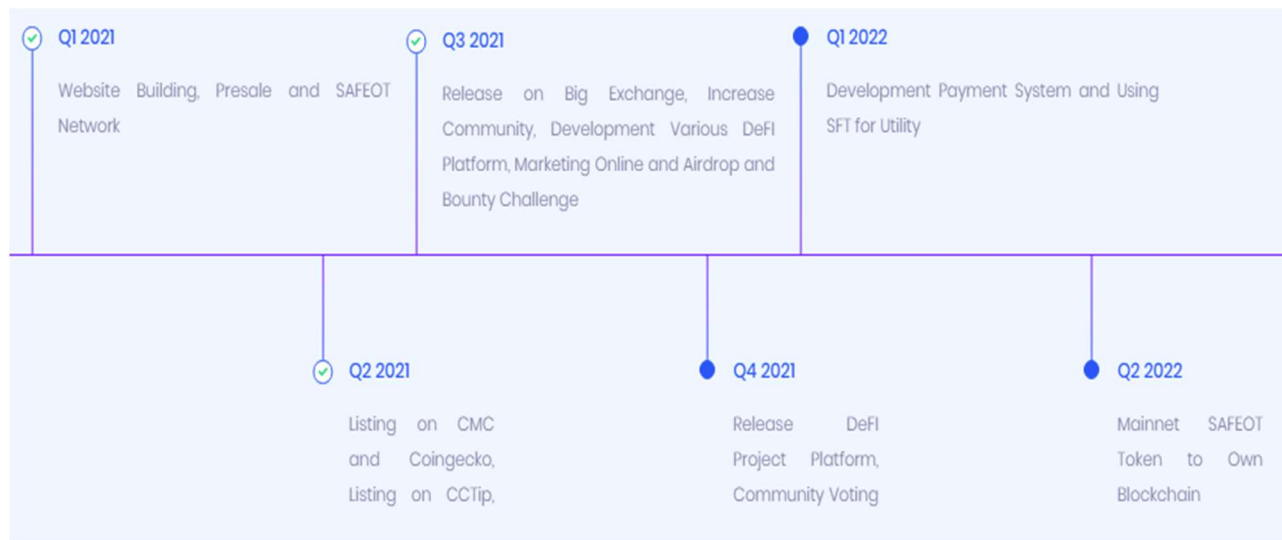 Q1 2021
Website Building, Presale and SAFEOT
Network
Q3 2021
Release on Big Exchange, Increase
Community, Development Various DeFI
Platform, Marketing Online and Airdrop and
Bounty Challenge
Q1 2022
Development Payment System and Using
SFT for Utility
Q2 2021
Listing on CMC
and Coingecko,
Listing on CCTip,
Q4 2021
Release DeFI
Project Platform,
Community Voting
Q2 2022
Mainnet SAFEOT
Token to Own
Blockchain